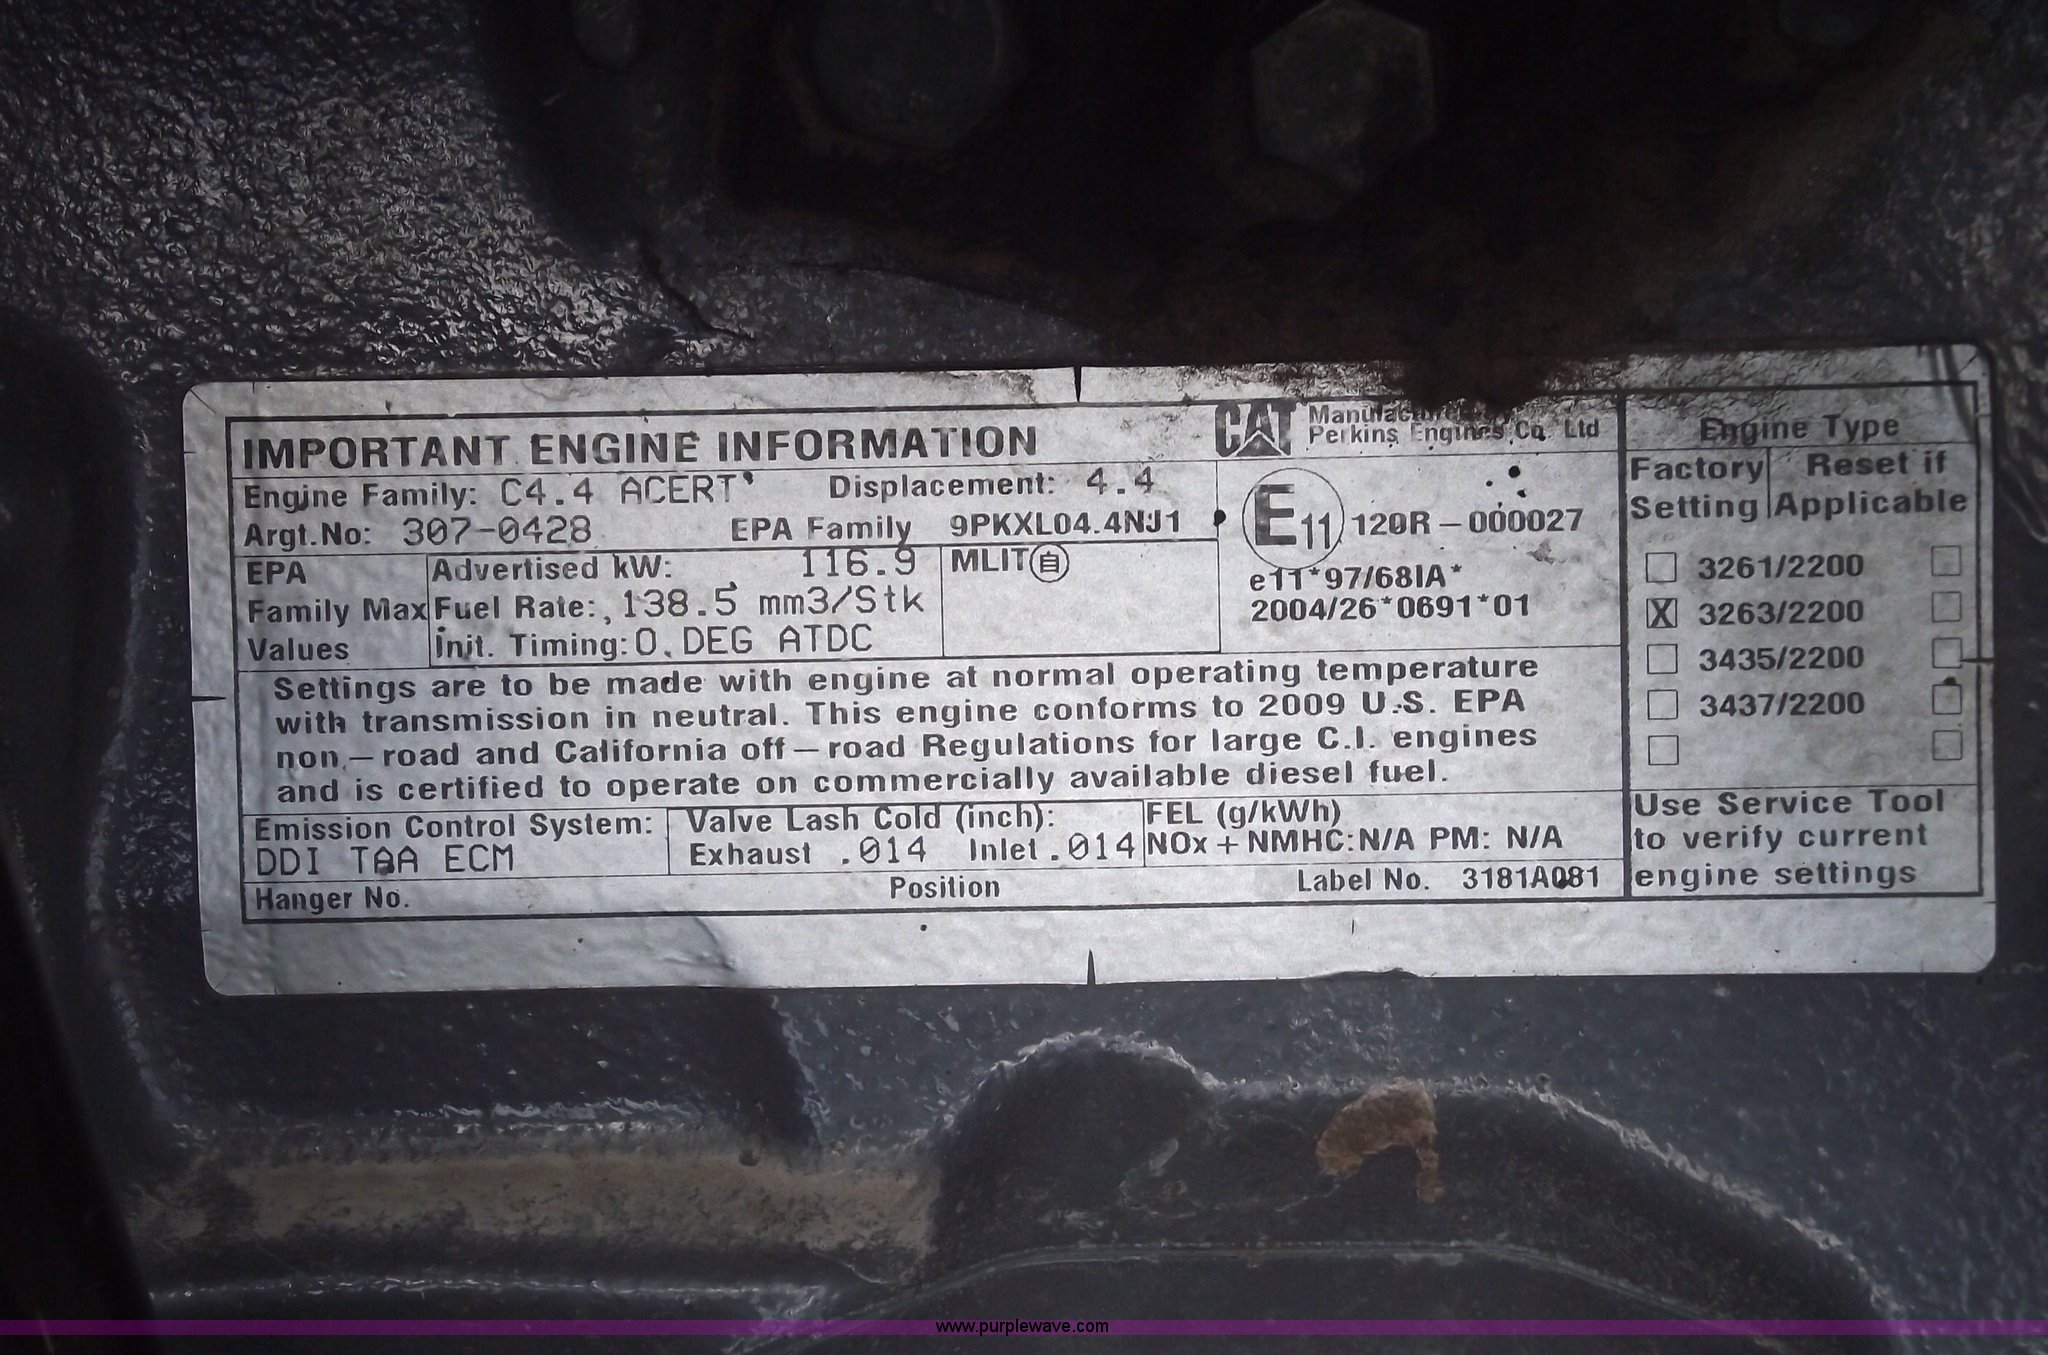 IMPORTANT ENGINE INFORMATION
CAT Manufactured by
Perkins Engines Co Ltd
Engine Family: C4.4 ACERT Displacement: 4.4
Argt.No: 307-0428 EPA Family 9PKXL04.4NJ1
EPA
Family Max
Values
Advertised kW: 116.9
Fuel Rate: 138.5 mm3/Stk
Init. Timing: 0. DEG ATDC
MLIT 自
E11 120R - 000027
e11*97/68IA*
2004/26*0691*01
Settings are to be made with engine at normal operating temperature
with transmission in neutral. This engine conforms to 2009 U.S. EPA
non-road and California off-road Regulations for large C.I. engines
and is certified to operate on commercially available diesel fuel.
Emission Control System:
DDI TAA ECM
Valve Lash Cold (inch):
Exhaust .014 Inlet .014
FEL (g/kWh)
NOx + NMHC: N/A PM: N/A
Hanger No. Position Label No. 3181A081
Engine Type
Factory Setting Reset if Applicable
3261/2200
X 3263/2200
3435/2200
3437/2200
Use Service Tool
to verify current
engine settings
www.purplewave.com